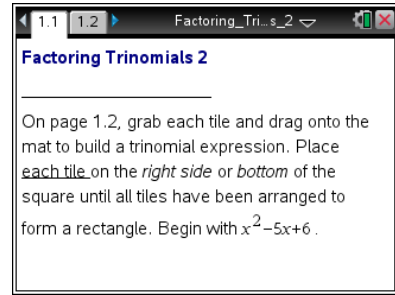 1.1 1.2 Factoring_Tri…s_2
Factoring Trinomials 2
On page 1.2, grab each tile and drag onto the
mat to build a trinomial expression. Place
each tile on the right side or bottom of the
square until all tiles have been arranged to
form a rectangle. Begin with x²−5x+6 .